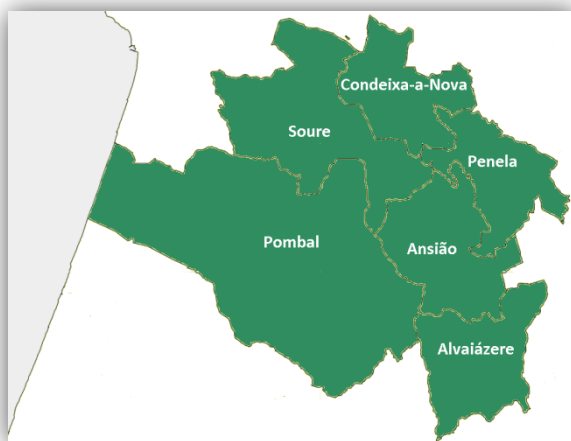 Condeixa-a-Nova
Soure
Penela
Pombal
Ansião
Alvaiázere